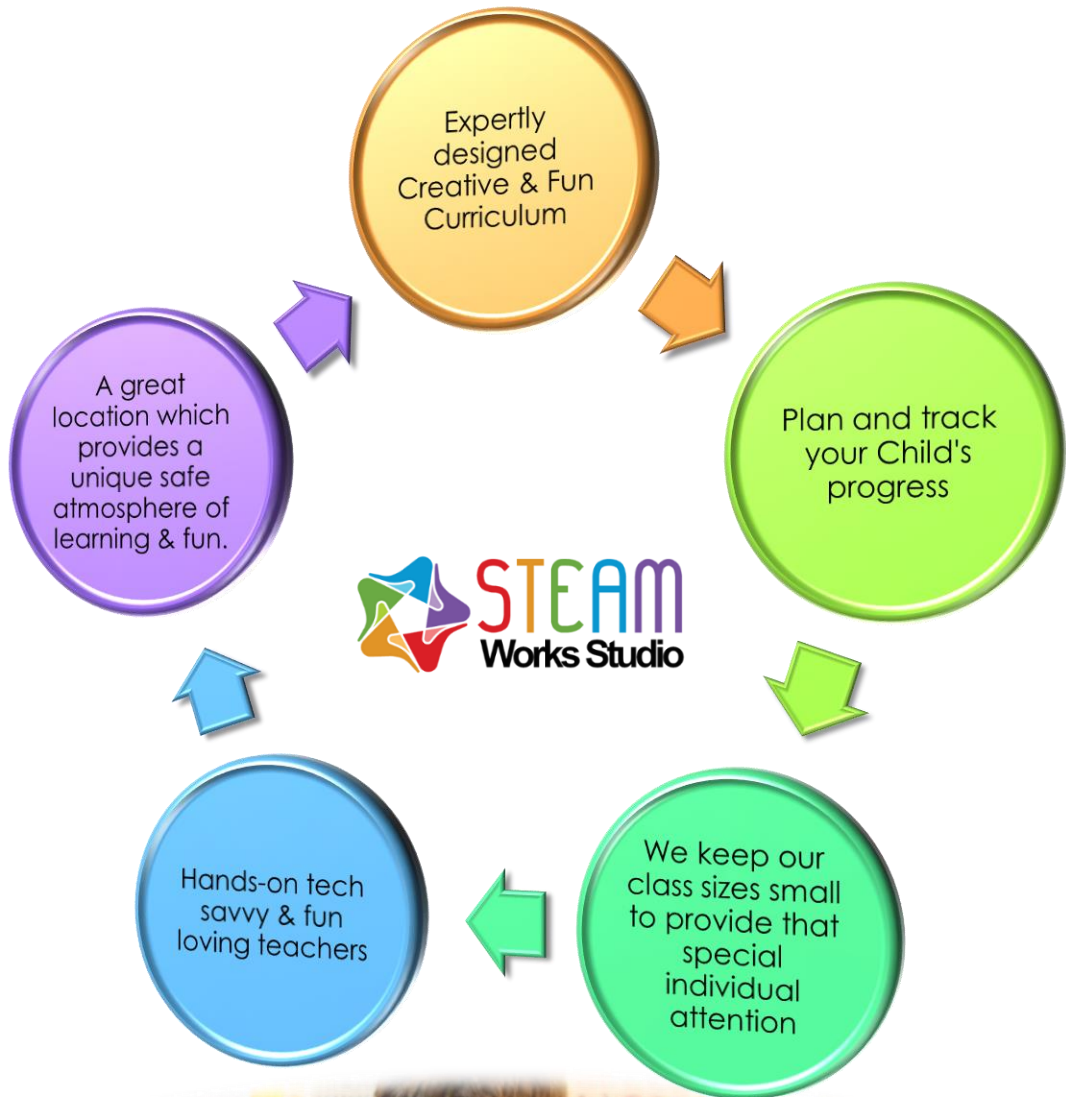 Expertly
designed
Creative & Fun
Curriculum
Plan and track
your Child's
progress
We keep our
class sizes small
to provide that
special
individual
attention
Hands-on tech
savvy & fun
loving teachers
A great
location which
provides a
unique safe
atmosphere of
learning & fun.
STEAM
Works Studio